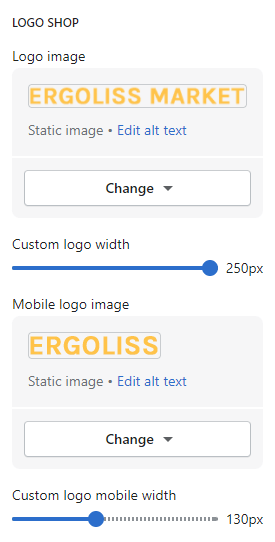 LOGO SHOP
Logo image
ERGOLISS MARKET
Static image • Edit alt text
Change
Custom logo width
250px
Mobile logo image
ERGOLISS
Static image • Edit alt text
Change
Custom logo mobile width
130px